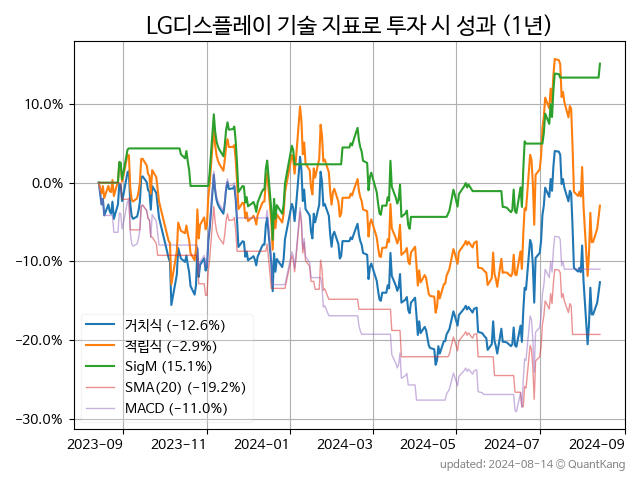 LG디스플레이 기술 지표로 투자 시 성과 (1년)
10.0%
0.0%
−10.0%
−20.0%
−30.0%
거치식 (−12.6%)
적립식 (−2.9%)
SigM (15.1%)
SMA(20) (−19.2%)
MACD (−11.0%)
2023-09 2023-11 2024-01 2024-03 2024-05 2024-07 2024-09
updated: 2024-08-14 © QuantKang